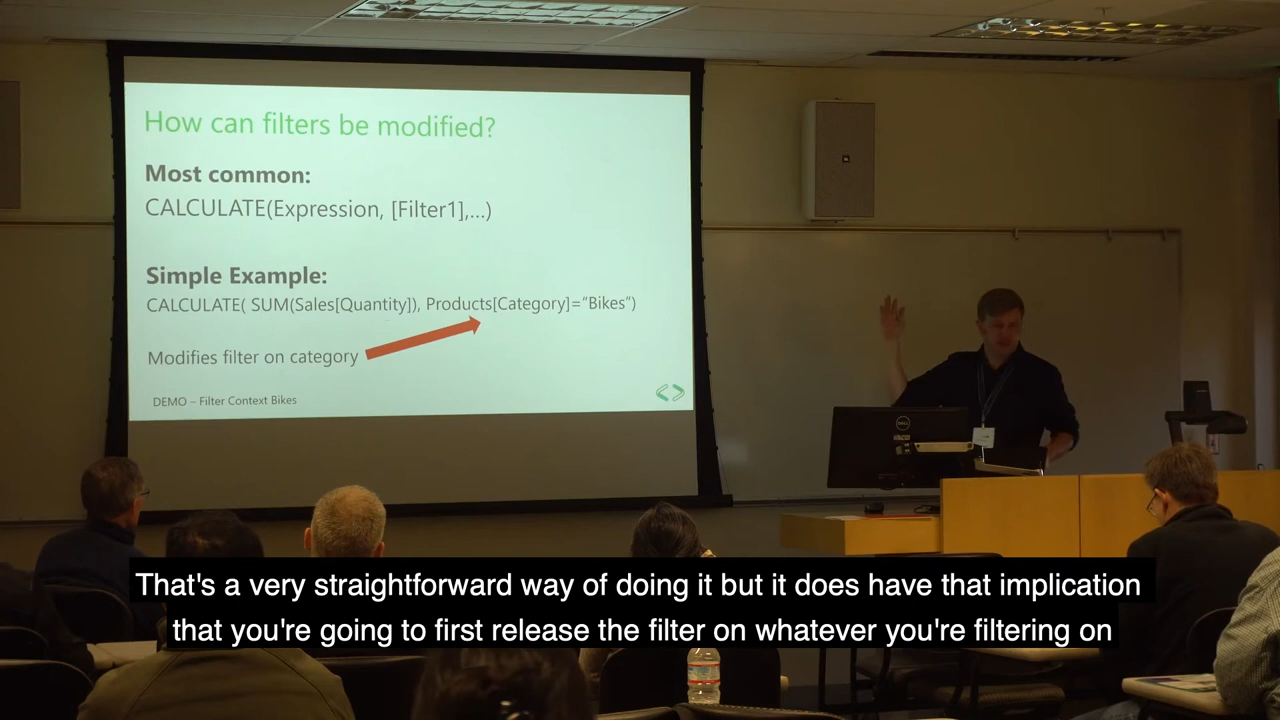 How can filters be modified?
Most common:
CALCULATE(Expression, [Filter1],...)
Simple Example:
CALCULATE( SUM(Sales[Quantity]), Products[Category]="Bikes")
Modifies filter on category
DEMO – Filter Context Bikes
DELL
That's a very straightforward way of doing it but it does have that implication
that you're going to first release the filter on whatever you're filtering on